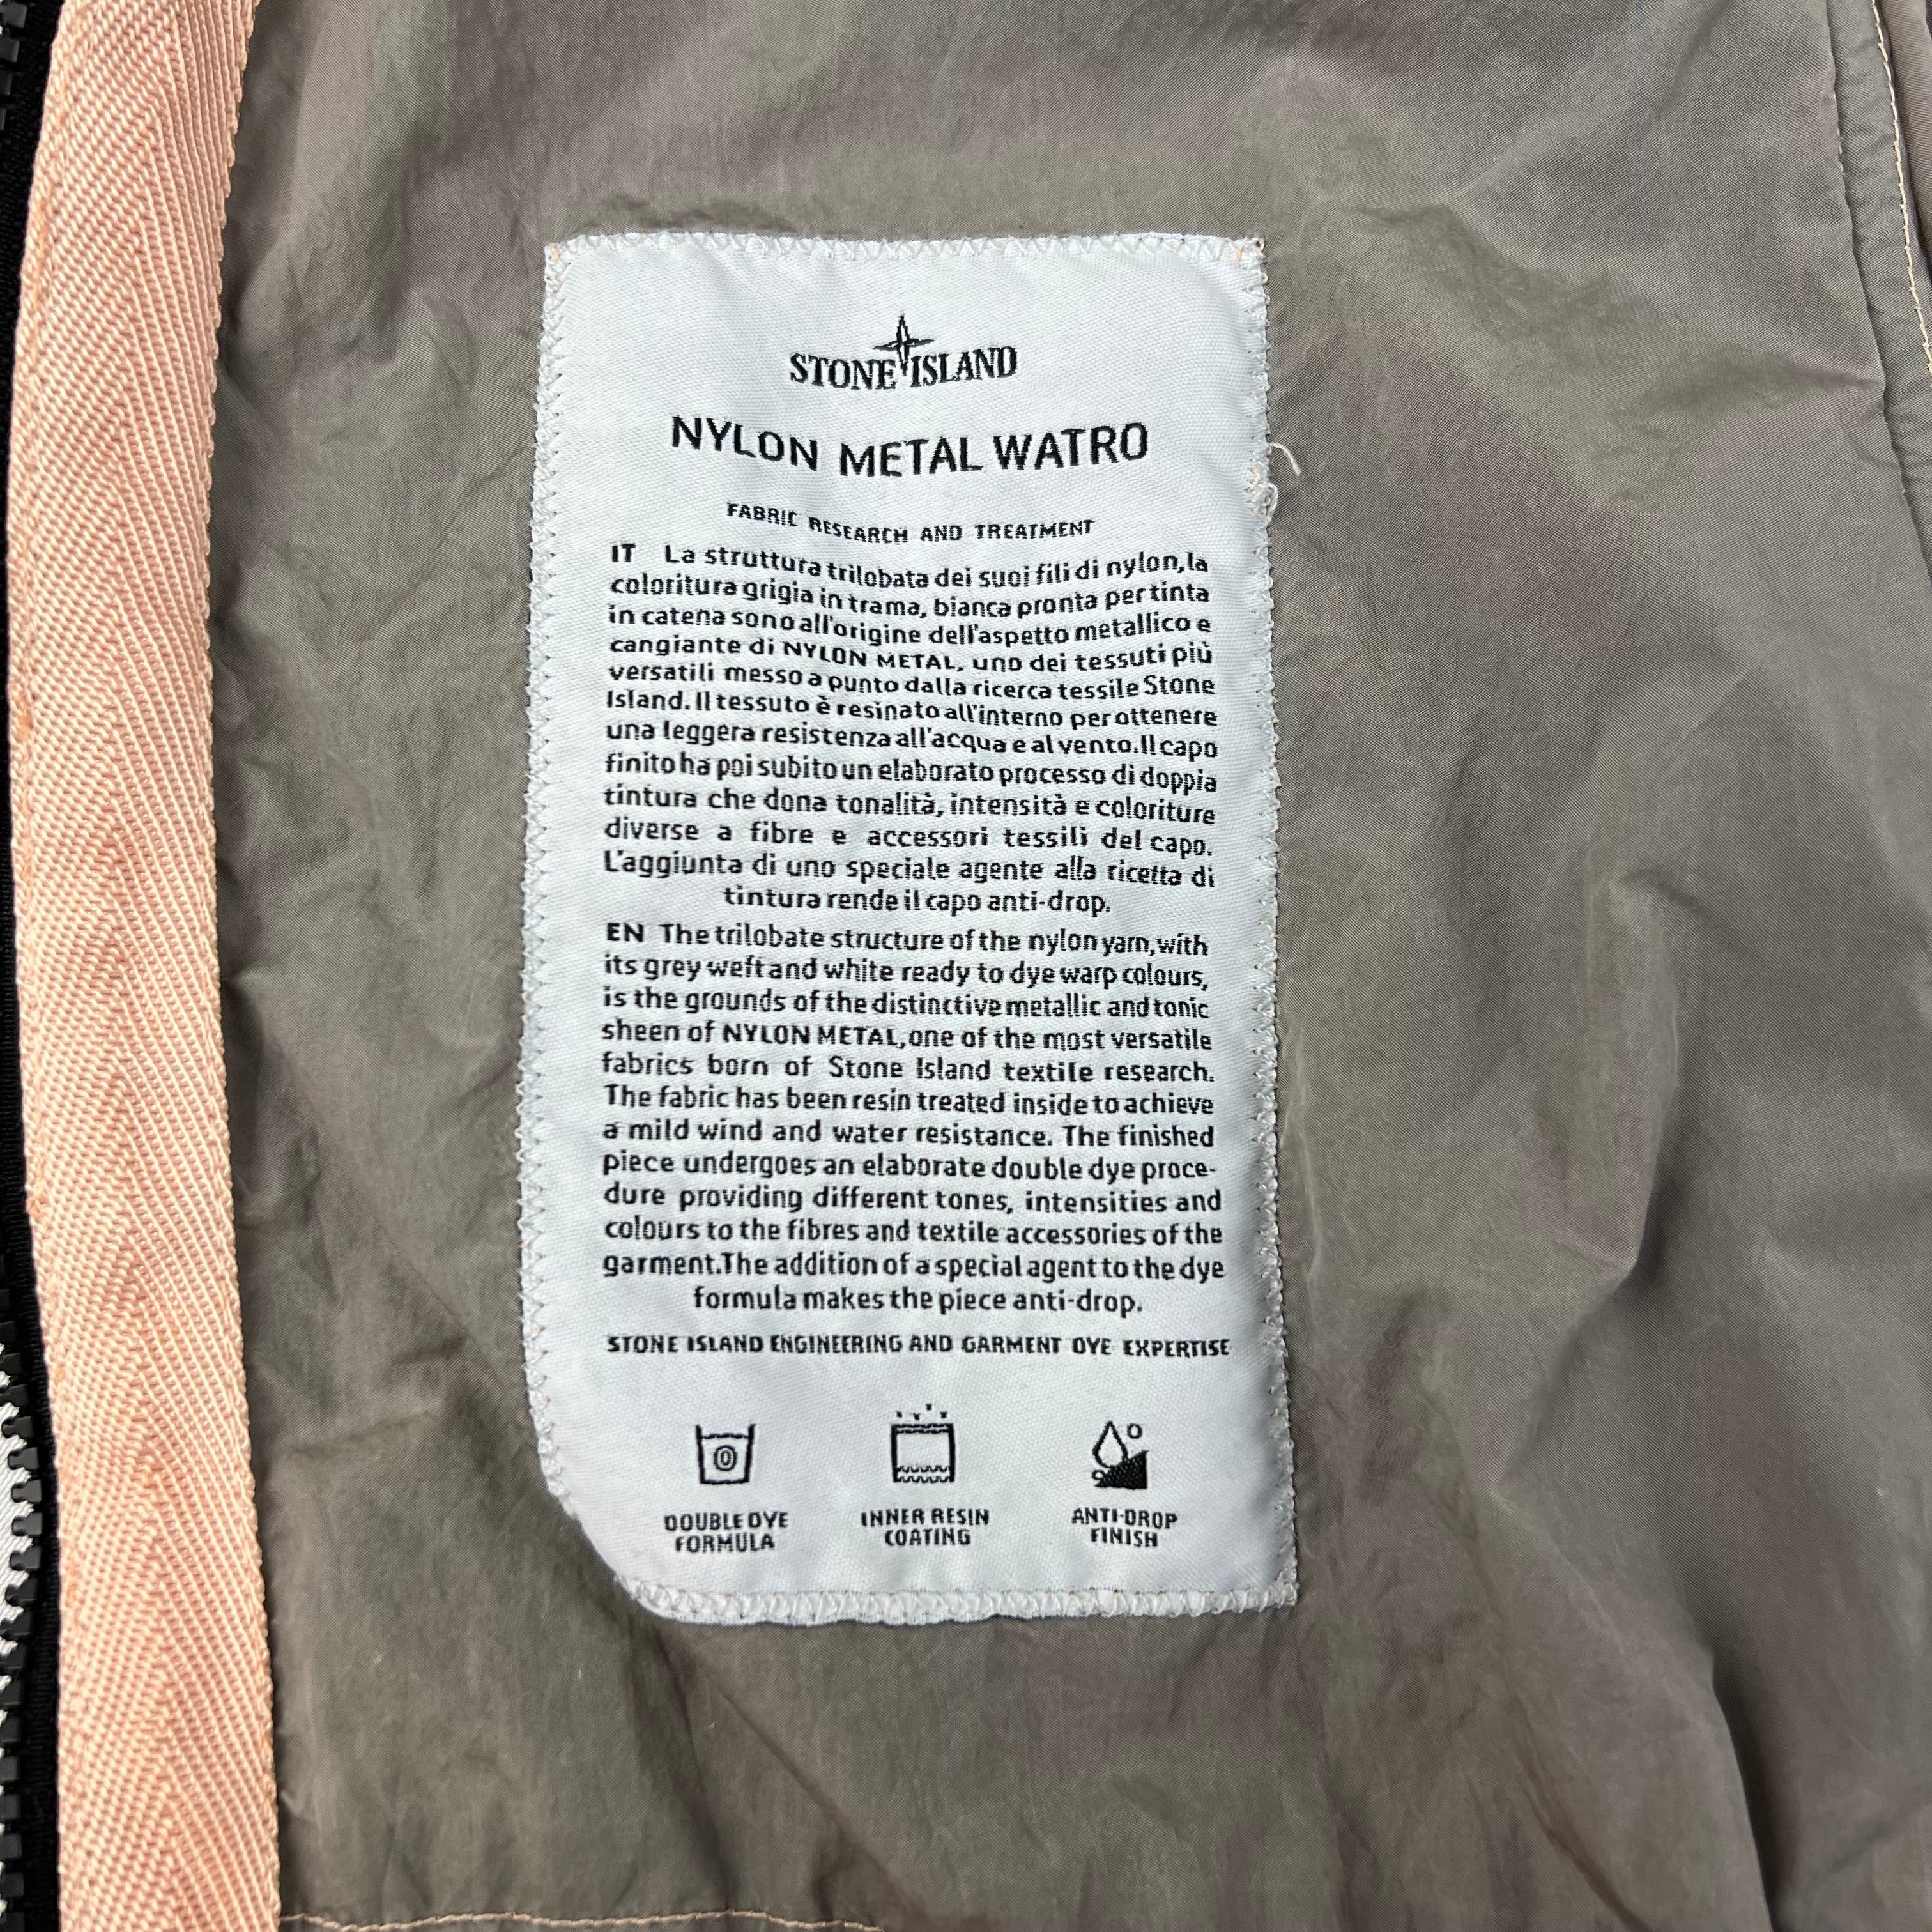 STONE ISLAND
NYLON METAL WATRO
FABRIC RESEARCH AND TREATMENT
IT La struttura trilobata dei suoi fili di nylon, la
coloritura grigia in trama, bianca pronta per tinta
in catena sono all'origine dell'aspetto metallico e
cangiante di NYLON METAL, uno dei tessuti più
versatili messo a punto dalla ricerca tessile Stone
Island. Il tessuto è resinato all'interno per ottenere
una leggera resistenza all'acqua e al vento. Il capo
finito ha poi subito un elaborato processo di doppia
tintura che dona tonalità, intensità e coloriture
diverse a fibre e accessori tessili del capo.
L'aggiunta di uno speciale agente alla ricetta di
tintura rende il capo anti-drop.
EN The trilobate structure of the nylon yarn, with
its grey weft and white ready to dye warp colours,
is the grounds of the distinctive metallic and tonic
sheen of NYLON METAL, one of the most versatile
fabrics born of Stone Island textile research.
The fabric has been resin treated inside to achieve
a mild wind and water resistance. The finished
piece undergoes an elaborate double dye proce-
dure providing different tones, intensities and
colours to the fibres and textile accessories of the
garment. The addition of a special agent to the dye
formula makes the piece anti-drop.
STONE ISLAND ENGINEERING AND GARMENT DYE EXPERTISE
DOUBLE DYE
FORMULA
INNER RESIN
COATING
ANTI-DROP
FINISH